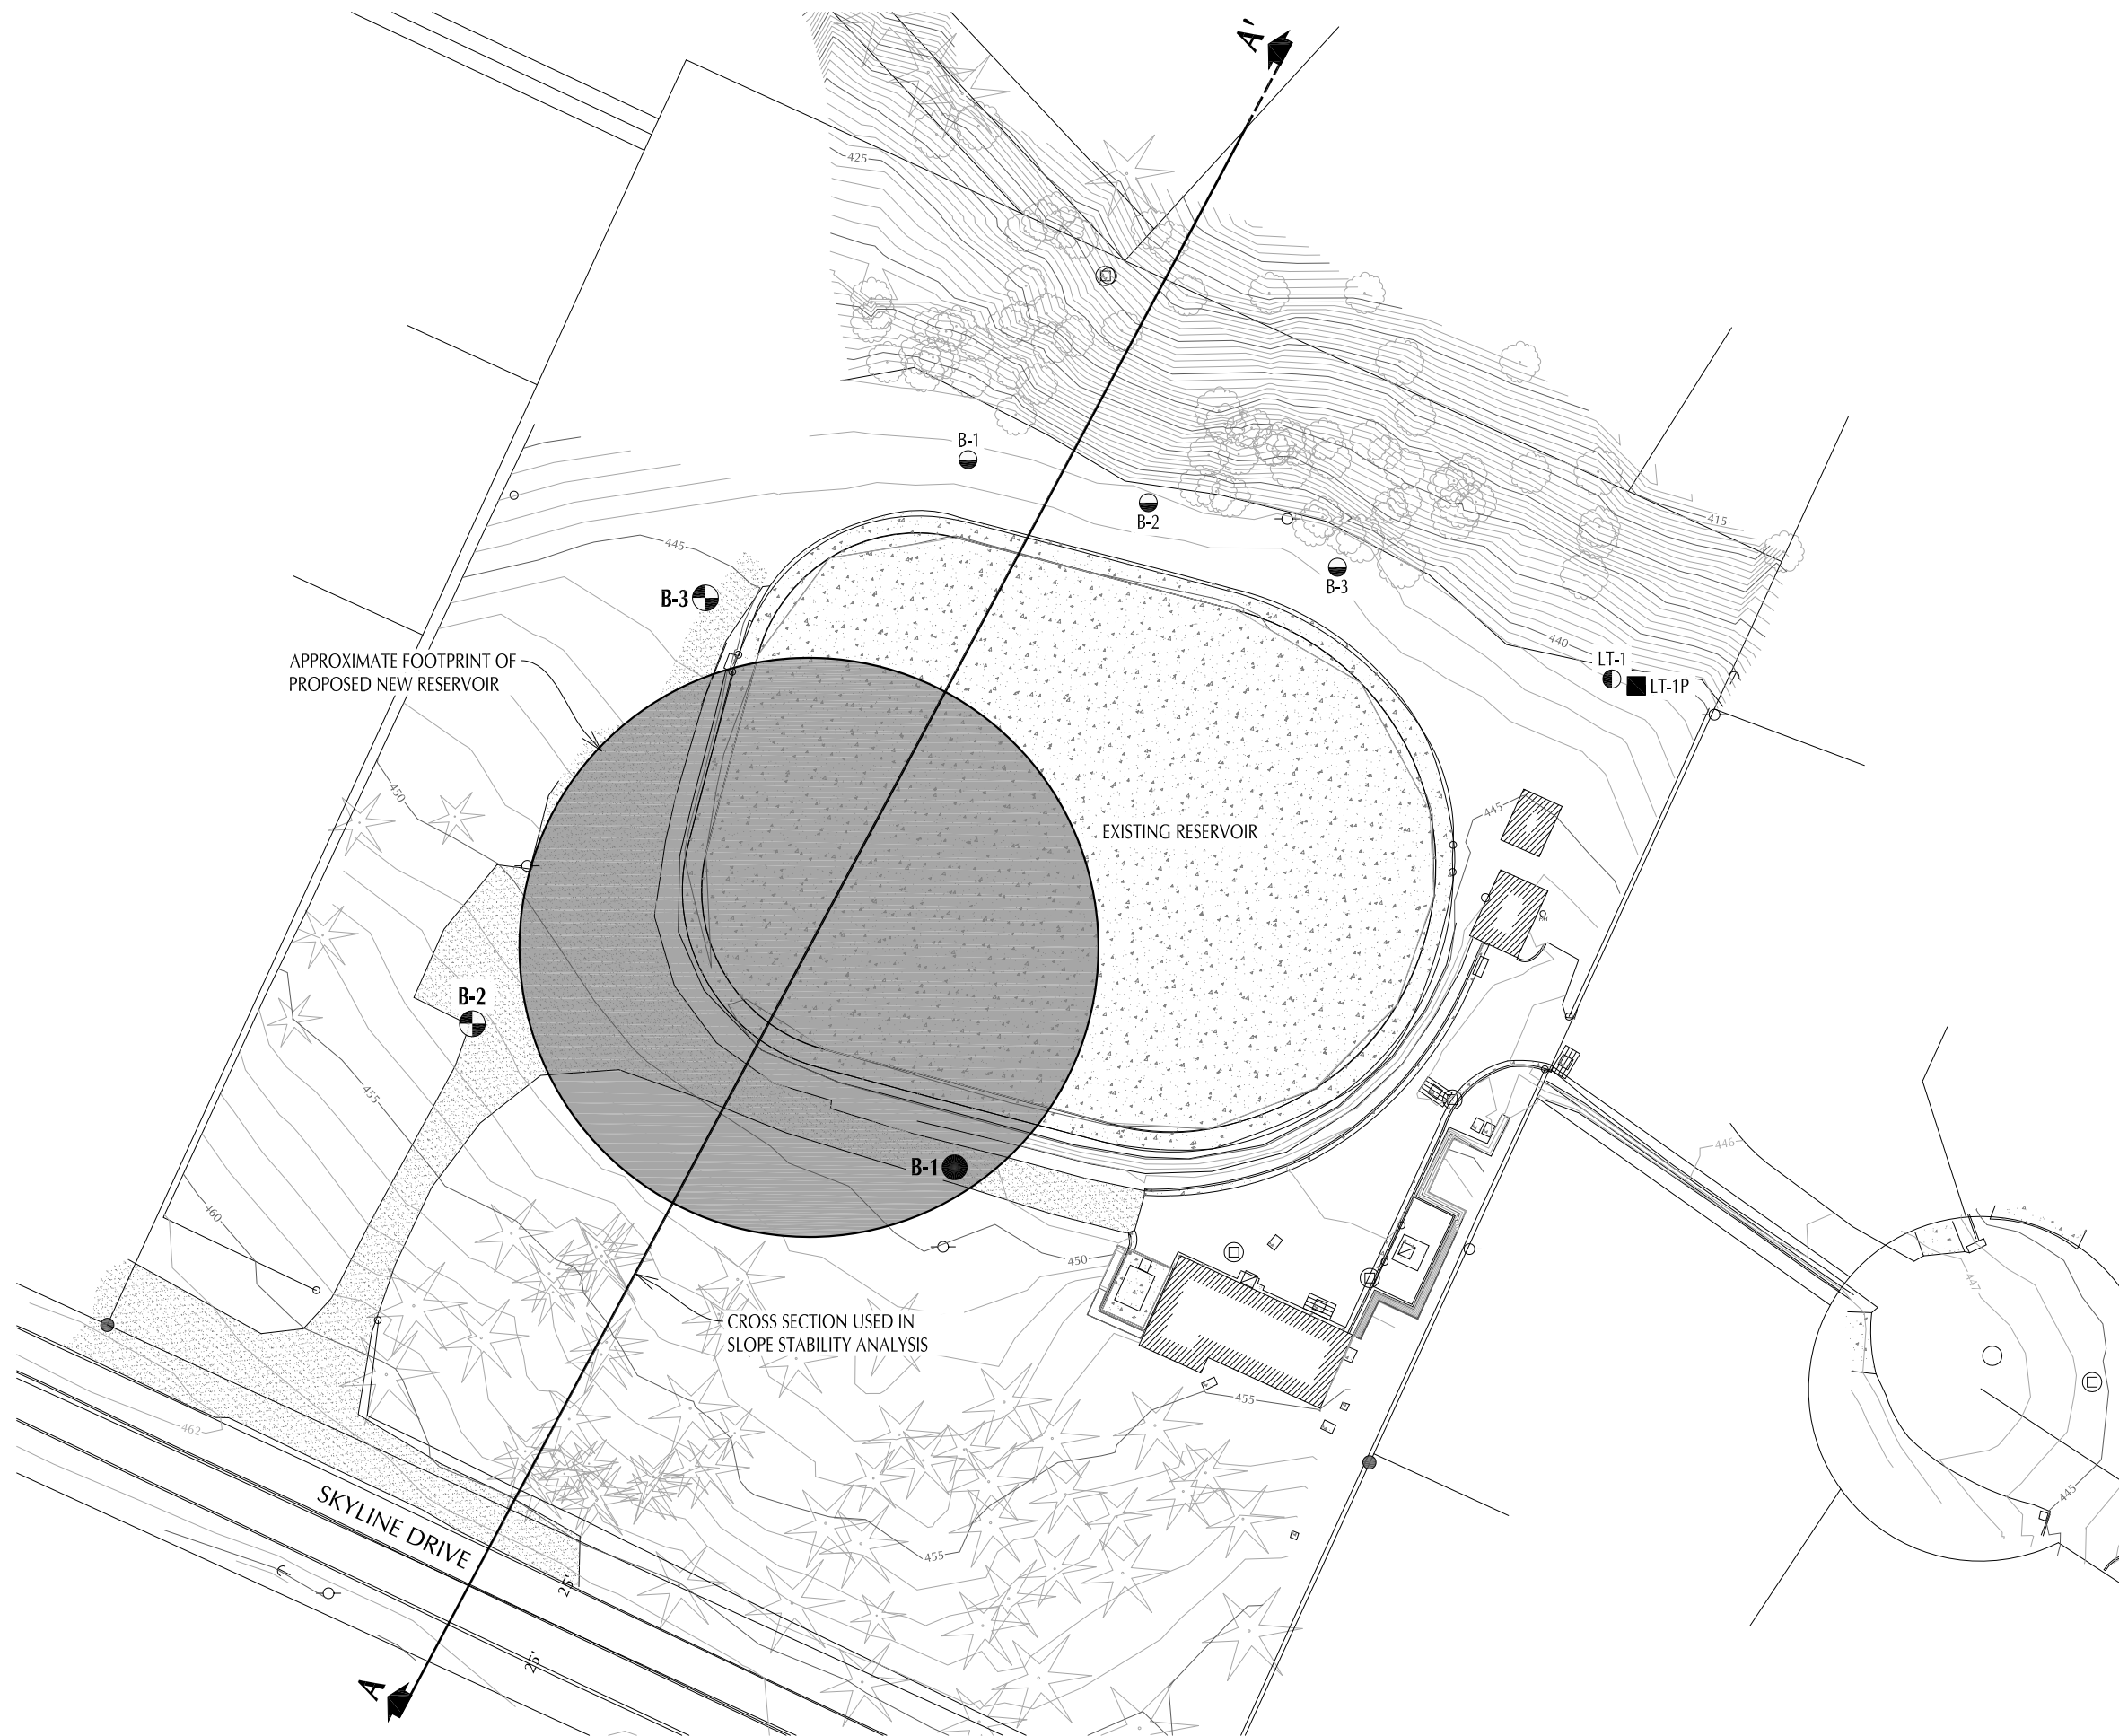 A'
425
B-1
B-2
B-3
415
445
B-3
440
LT-1
LT-1P
APPROXIMATE FOOTPRINT OF
PROPOSED NEW RESERVOIR
450
445
EXISTING RESERVOIR
B-2
455
446
B-1
460
450
447
CROSS SECTION USED IN
SLOPE STABILITY ANALYSIS
455
462
445
SKYLINE DRIVE
455
25'
25'
A